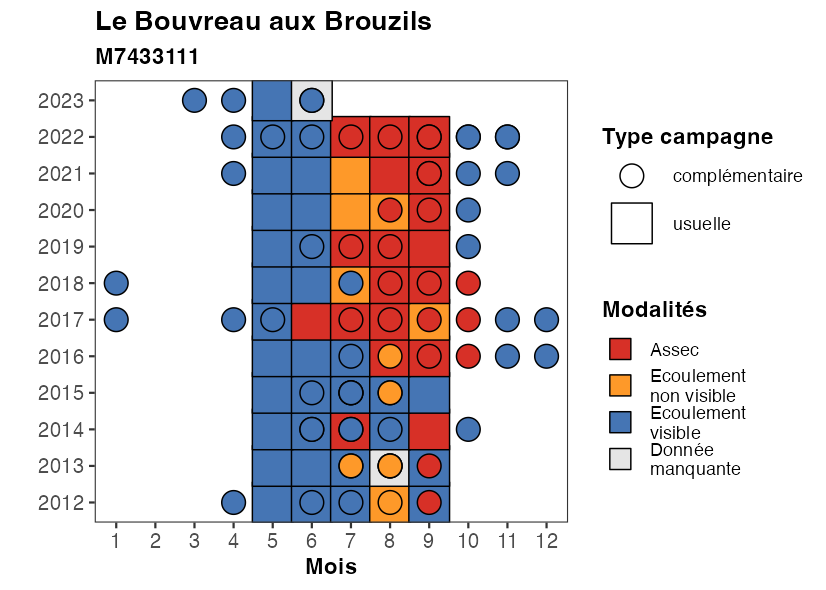 Le Bouvreau aux Brouzils
M7433111
2023
2022
2021
2020
2019
2018
2017
2016
2015
2014
2013
2012
1 2 3 4 5 6 7 8 9 10 11 12
Mois
Type campagne
complémentaire
usuelle
Modalités
Assec
Ecoulement
non visible
Ecoulement
visible
Donnée
manquante